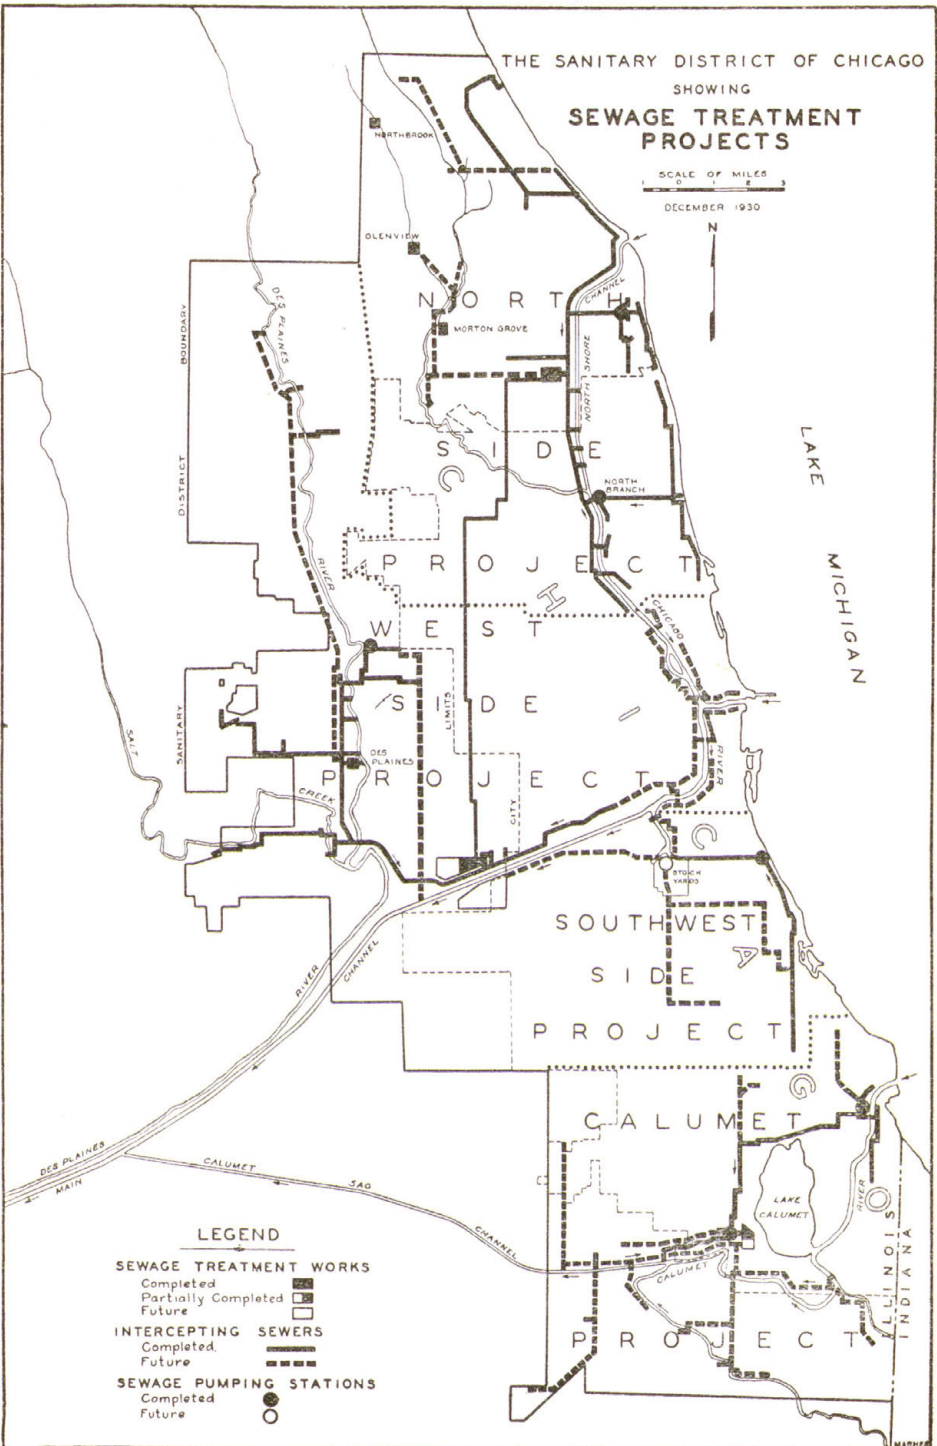 THE SANITARY DISTRICT OF CHICAGO
SHOWING
SEWAGE TREATMENT
PROJECTS
SCALE OF MILES
1 0 1 2 3
DECEMBER 1930
N
NORTHBROOK
GLENVIEW
NORTH
CHANNEL
MORTON GROVE
DES PLAINES
BOUNDARY
NORTH SHORE
SIDE
LAKE
MICHIGAN
DISTRICT
C
NORTH
BRANCH
RIVER
PROJECT
H
CHICAGO
WEST
SIDE
I
LIMITS
SANITARY
SALT
DES
PLAINES
RIVER
PROJECT
CREEK
CITY
C
STOCK
YARDS
SOUTHWEST
A
SIDE
RIVER
CHANNEL
PROJECT
G
CALUMET
DES PLAINES
MAIN
CALUMET
SAG
CHANNEL
LAKE
CALUMET
RIVER
O
ILLINOIS
INDIANA
CALUMET
PROJECT
LEGEND
SEWAGE TREATMENT WORKS
Completed
Partially Completed
Future
INTERCEPTING SEWERS
Completed.
Future
SEWAGE PUMPING STATIONS
Completed
Future